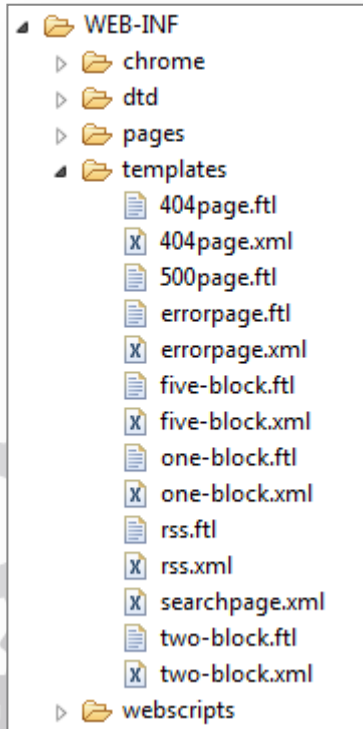 WEB-INF
chrome
dtd
pages
templates
404page.ftl
404page.xml
500page.ftl
errorpage.ftl
errorpage.xml
five-block.ftl
five-block.xml
one-block.ftl
one-block.xml
rss.ftl
rss.xml
searchpage.xml
two-block.ftl
two-block.xml
webscripts